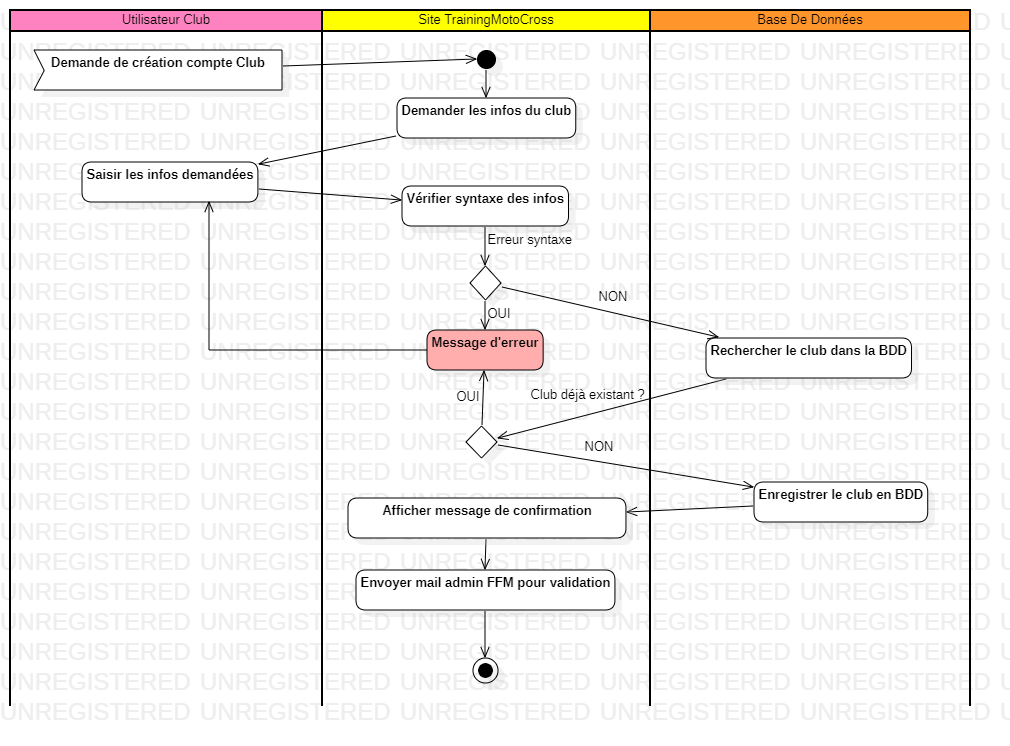 Utilisateur Club
Site TrainingMotoCross
Base De Données
Demande de création compte Club
Demander les infos du club
Saisir les infos demandées
Vérifier syntaxe des infos
Erreur syntaxe
NON
OUI
Message d'erreur
Rechercher le club dans la BDD
Club déjà existant ?
OUI
NON
Enregistrer le club en BDD
Afficher message de confirmation
Envoyer mail admin FFM pour validation
UNREGISTERED